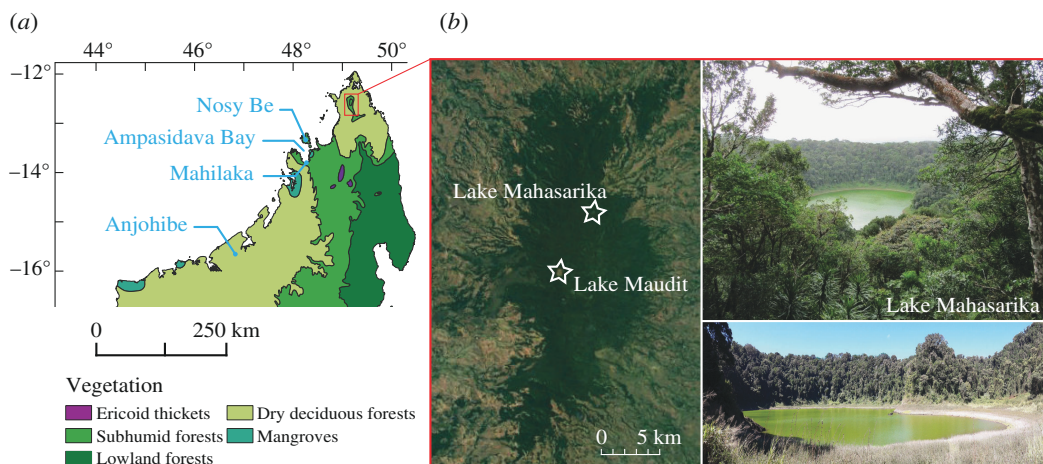 (a)
(b)
44° 46° 48° 50°
−12°
−14°
−16°
Nosy Be
Ampasidava Bay
Mahilaka
Anjohibe
0 250 km
Vegetation
Ericoid thickets
Dry deciduous forests
Subhumid forests
Mangroves
Lowland forests
Lake Mahasarika
Lake Maudit
0 5 km
Lake Mahasarika